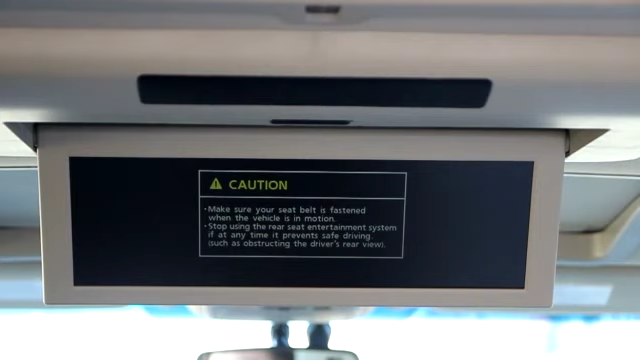 CAUTION
·Make sure your seat belt is fastened
when the vehicle is in motion.
·Stop using the rear seat entertainment system
if at any time it prevents safe driving.
(such as obstructing the driver's rear view).